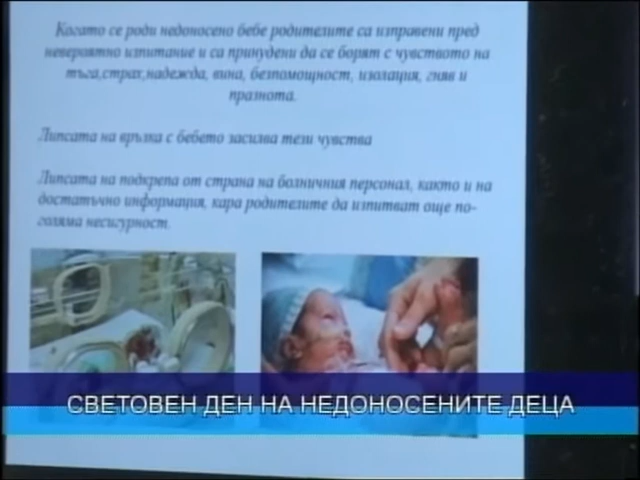 Когато се роди недоносено бебе родителите са изправени пред
невероятно изпитание и са принудени да се борят с чувството на
тъга,страх,надежда, вина, безпомощност, изолация, гняв и
празнота.
Липсата на връзка с бебето засилва тези чувства
Липсата на подкрепа от страна на болничния персонал, както и на
достатъчно информация, кара родителите да изпитват още по-
голяма несигурност.
СВЕТОВЕН ДЕН НА НЕДОНОСЕНИТЕ ДЕЦА